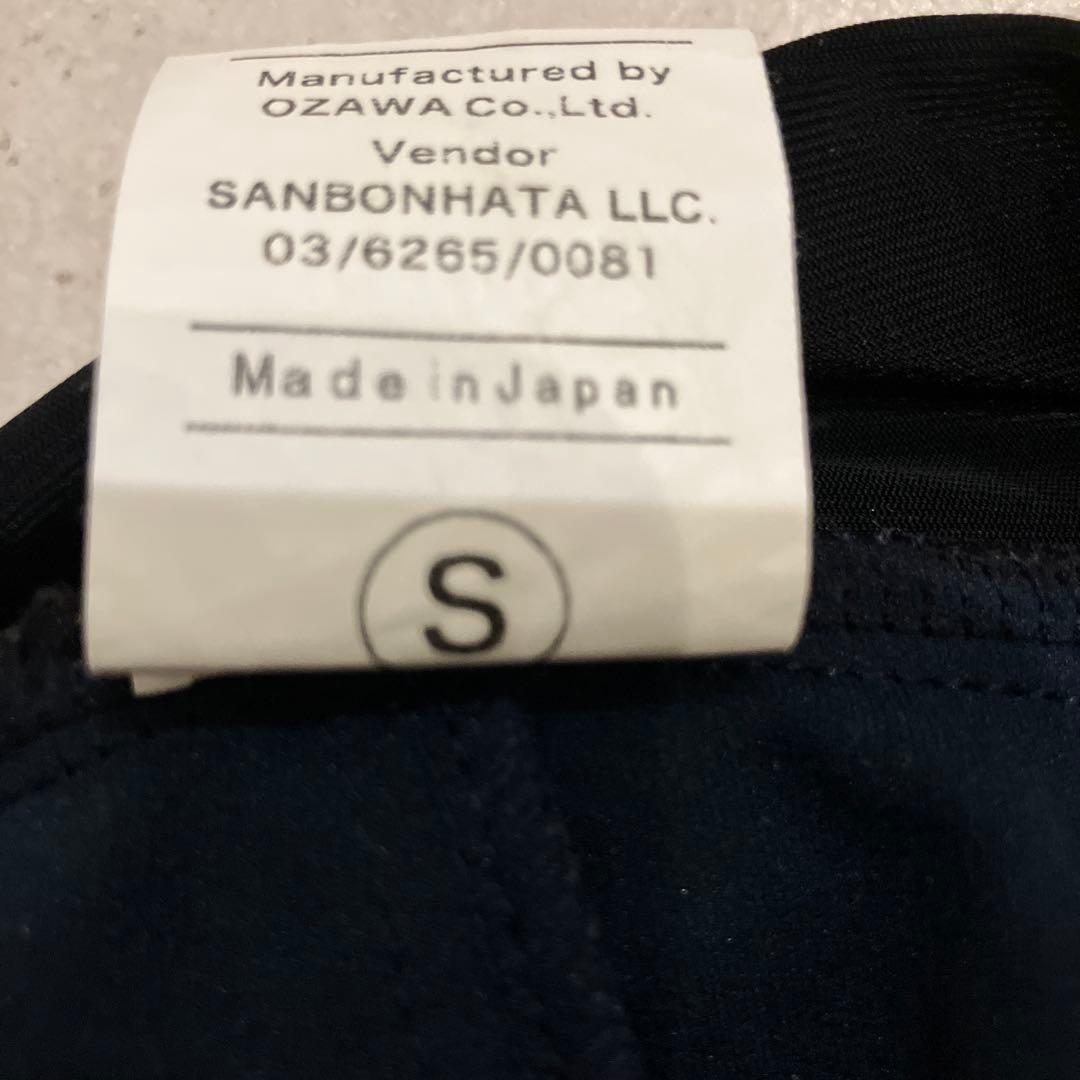 Manufactured by
OZAWA Co.,Ltd.
Vendor
SANBONHATA LLC.
03/6265/0081
Made in Japan
S